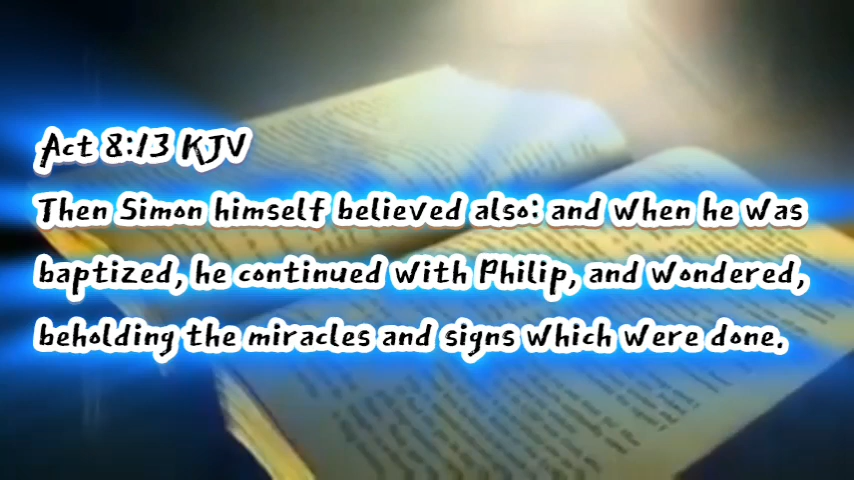 Act 8:13 KJV
Then Simon himself believed also: and when he was
baptized, he continued with Philip, and wondered,
beholding the miracles and signs which were done.